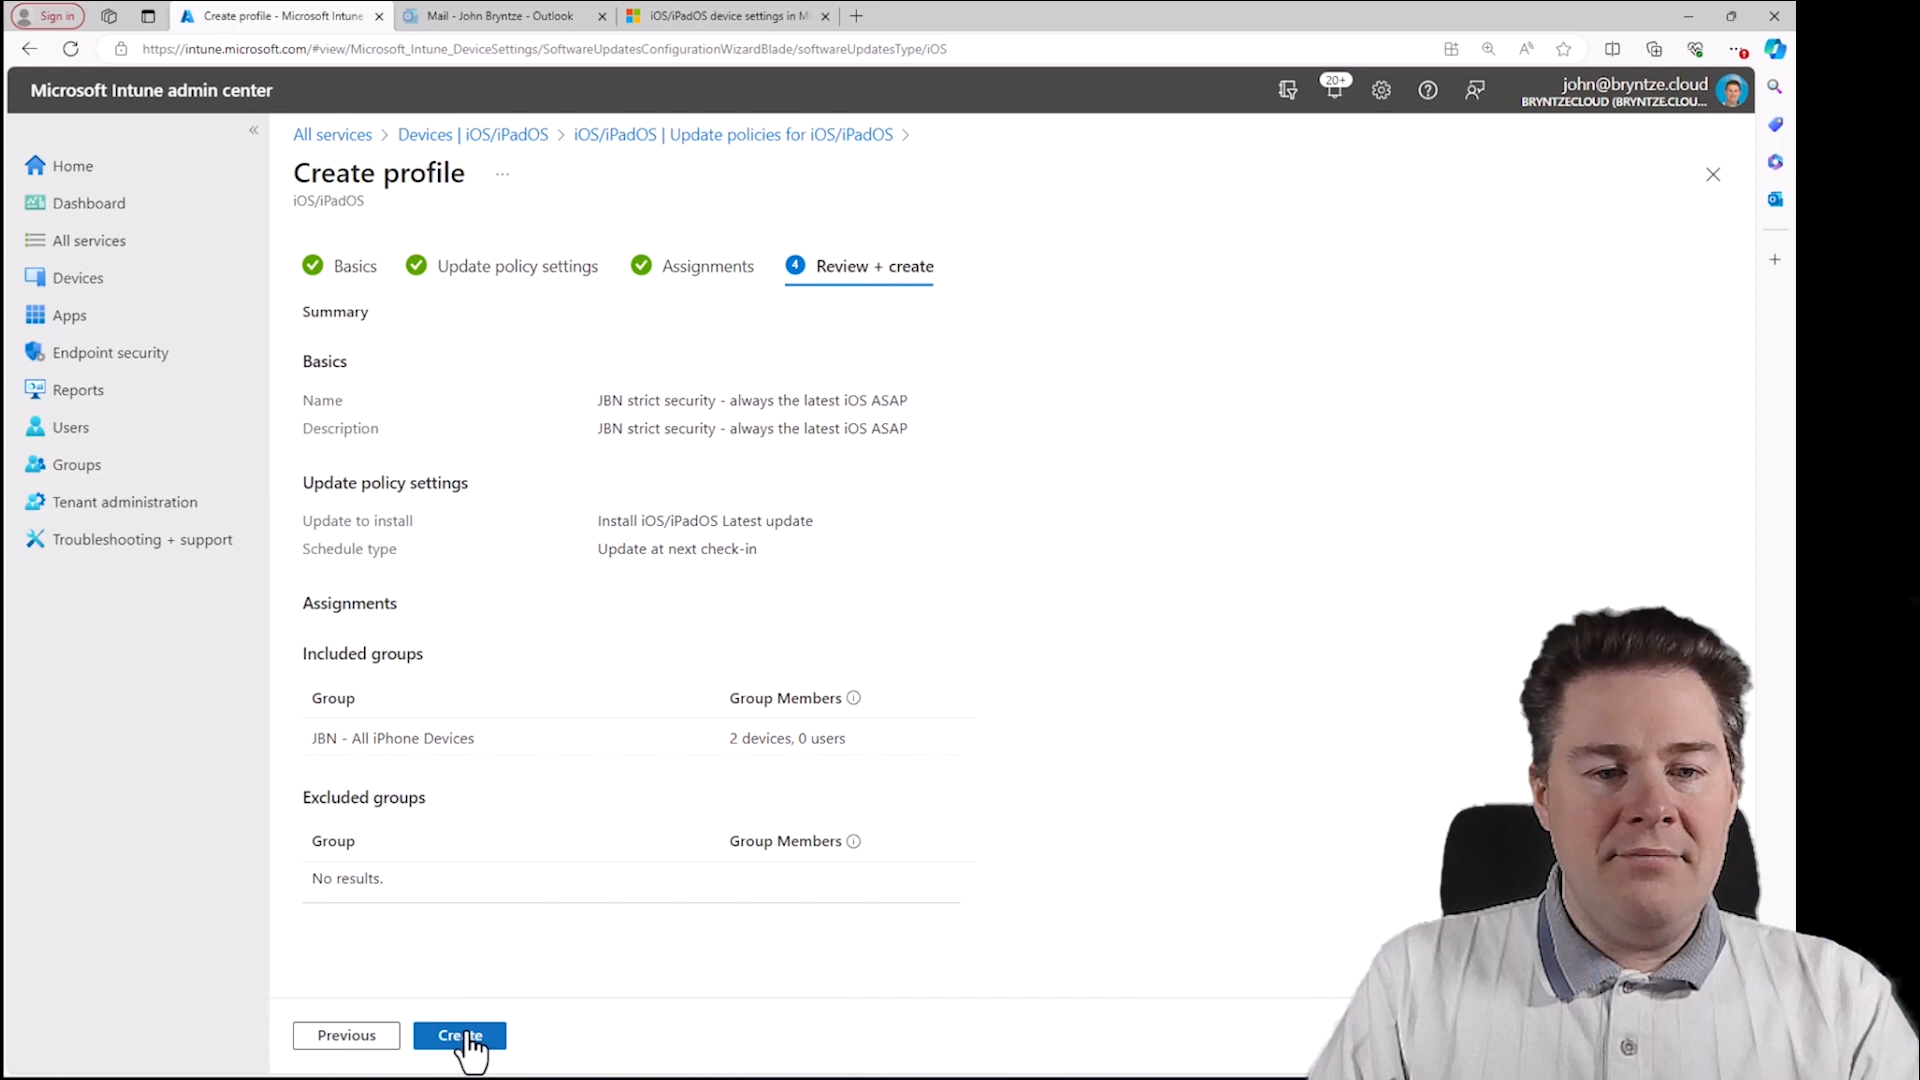 Sign in
Create profile - Microsoft Intune
Mail - John Bryntze - Outlook
iOS/iPadOS device settings in Mi
https://intune.microsoft.com/#view/Microsoft_Intune_DeviceSettings/SoftwareUpdatesConfigurationWizardBlade/softwareUpdatesType/iOS
Microsoft Intune admin center
20+
john@bryntze.cloud
BRYNTZECLOUD (BRYNTZE.CLOU...
All services > Devices | iOS/iPadOS > iOS/iPadOS | Update policies for iOS/iPadOS >
Home
Dashboard
All services
Devices
Apps
Endpoint security
Reports
Users
Groups
Tenant administration
Troubleshooting + support
Create profile ...
iOS/iPadOS
Basics
Update policy settings
Assignments
4 Review + create
Summary
Basics
Name JBN strict security - always the latest iOS ASAP
Description JBN strict security - always the latest iOS ASAP
Update policy settings
Update to install Install iOS/iPadOS Latest update
Schedule type Update at next check-in
Assignments
Included groups
Group Group Members
JBN - All iPhone Devices 2 devices, 0 users
Excluded groups
Group Group Members
No results.
Previous
Create